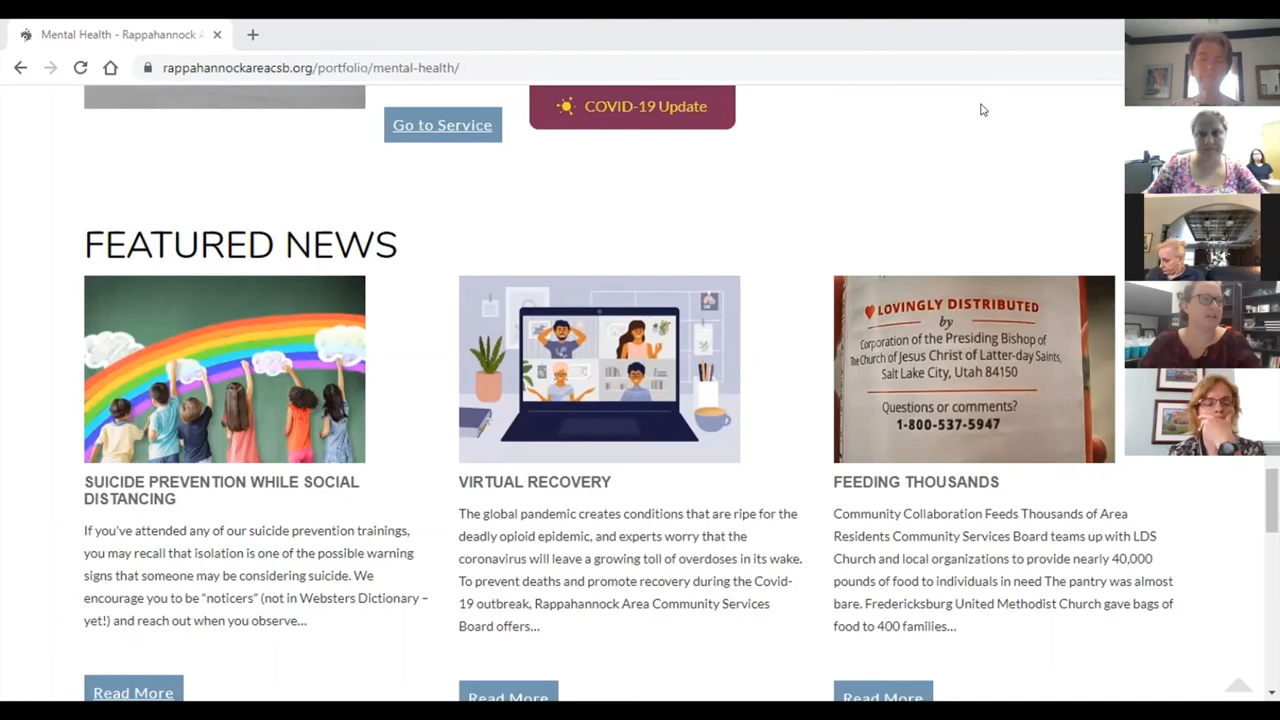 Mental Health - Rappahannock A
rappahannockareacsb.org/portfolio/mental-health/
COVID-19 Update
Go to Service
FEATURED NEWS
LOVINGLY DISTRIBUTED
by
Corporation of the Presiding Bishop of
The Church of Jesus Christ of Latter-day Saints,
Salt Lake City, Utah 84150
Questions or comments?
1-800-537-5947
SUICIDE PREVENTION WHILE SOCIAL
DISTANCING
If you've attended any of our suicide prevention trainings,
you may recall that isolation is one of the possible warning
signs that someone may be considering suicide. We
encourage you to be "noticers" (not in Websters Dictionary –
yet!) and reach out when you observe...
Read More
VIRTUAL RECOVERY
The global pandemic creates conditions that are ripe for the
deadly opioid epidemic, and experts worry that the
coronavirus will leave a growing toll of overdoses in its wake.
To prevent deaths and promote recovery during the Covid-
19 outbreak, Rappahannock Area Community Services
Board offers...
Read More
FEEDING THOUSANDS
Community Collaboration Feeds Thousands of Area
Residents Community Services Board teams up with LDS
Church and local organizations to provide nearly 40,000
pounds of food to individuals in need The pantry was almost
bare. Fredericksburg United Methodist Church gave bags of
food to 400 families...
Read More